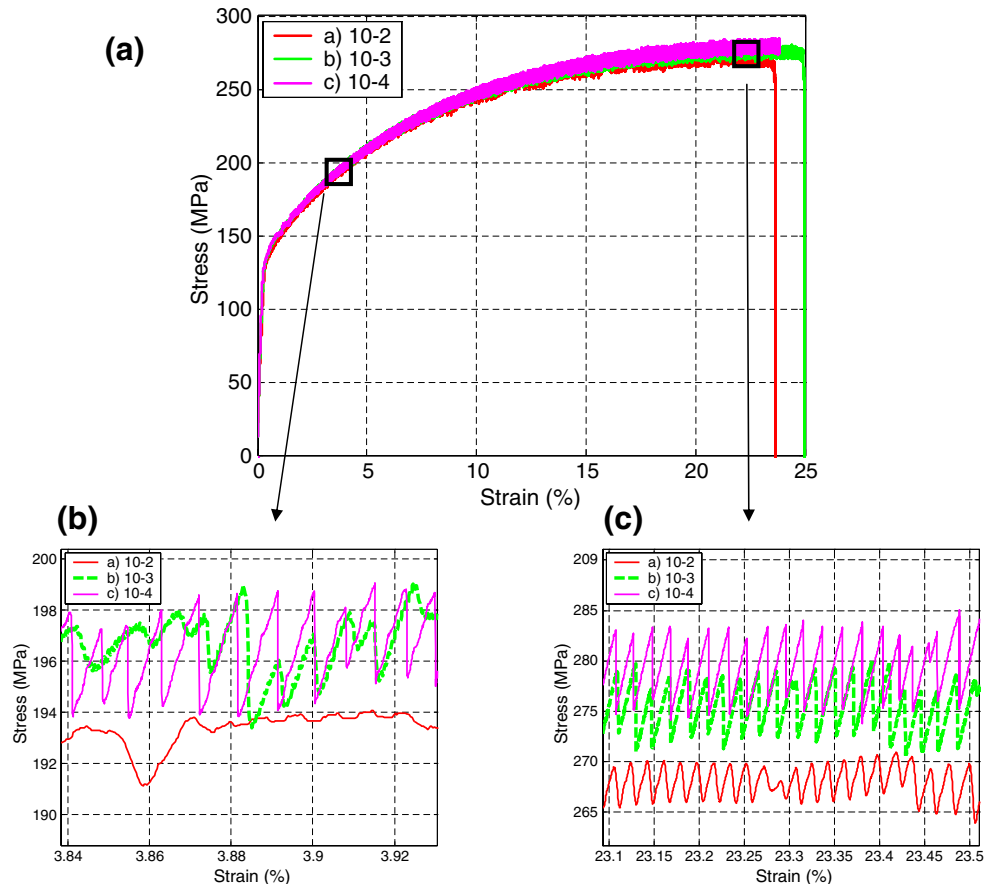 (a)
300
250
200
150
100
50
0
Stress (MPa)
a) 10-2
b) 10-3
c) 10-4
0 5 10 15 20 25
Strain (%)
(b)
200
198
196
194
192
190
Stress (MPa)
a) 10-2
b) 10-3
c) 10-4
3.84 3.86 3.88 3.9 3.92
Strain (%)
(c)
209
285
280
275
270
265
Stress (MPa)
a) 10-2
b) 10-3
c) 10-4
23.1 23.15 23.2 23.25 23.3 23.35 23.4 23.45 23.5
Strain (%)